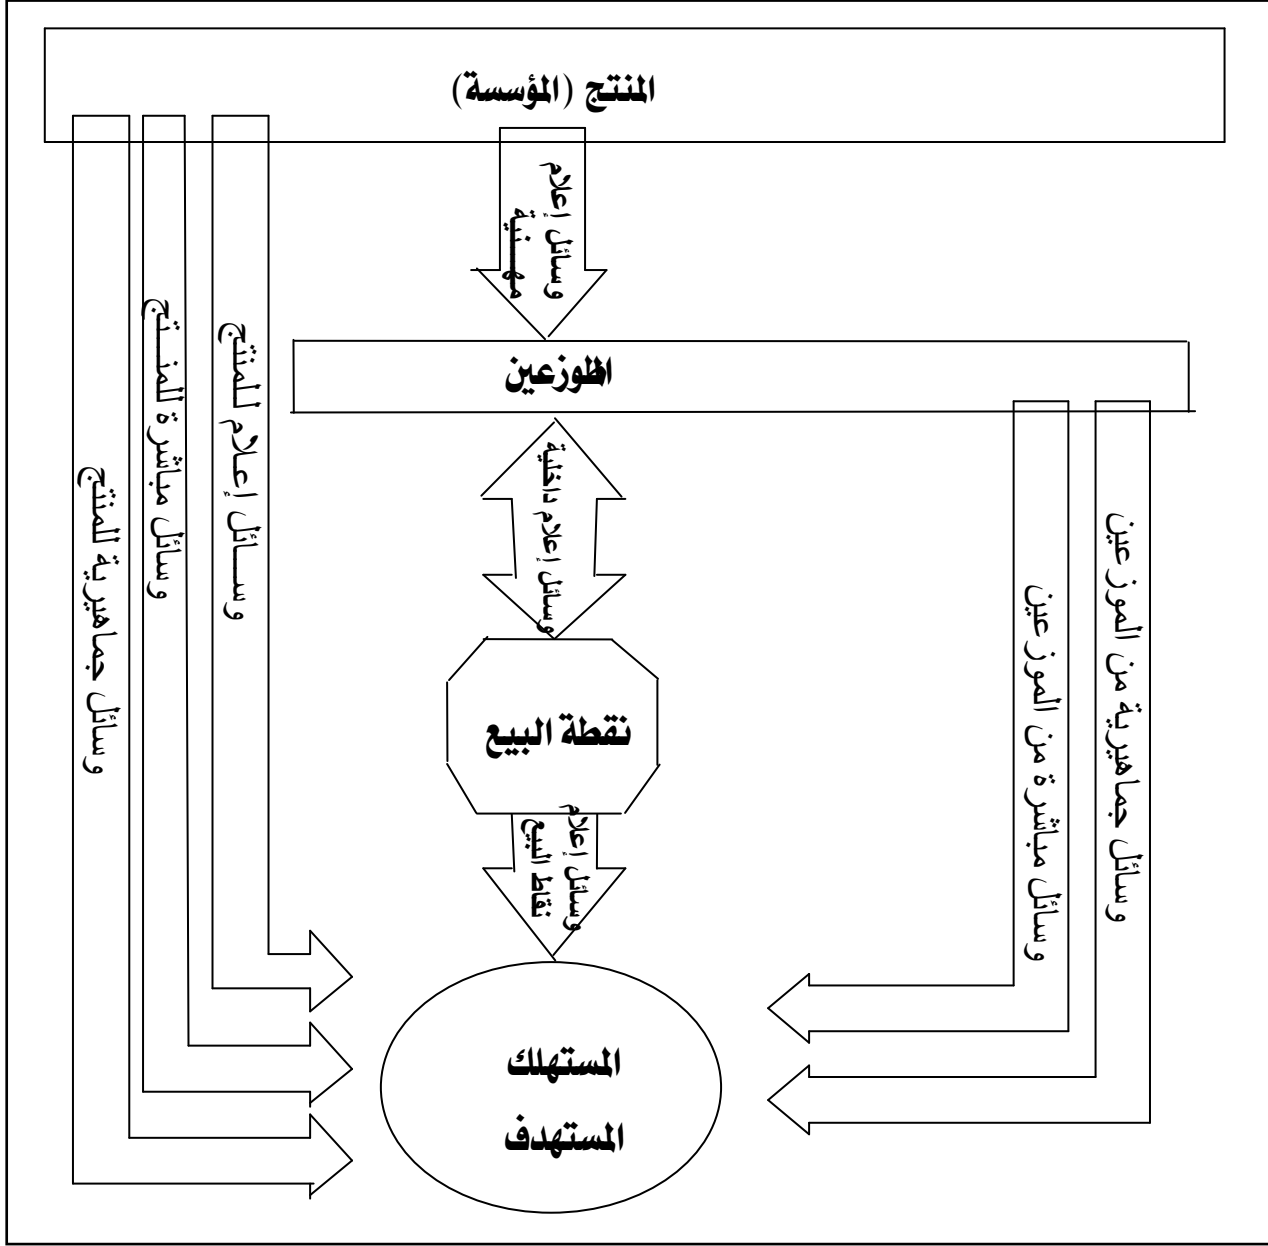 المنتج (المؤسسة)
وسائل إعلام
مهنية
الموزعين
وسائل إعلام داخلية
نقطة البيع
وسائل إعلام
نقاط البيع
المستهلك
المستهدف
وسائل إعلام للمنتج
وسائل مباشرة للمنتج
وسائل جماهيرية للمنتج
وسائل مباشرة من الموزعين
وسائل جماهيرية من الموزعين